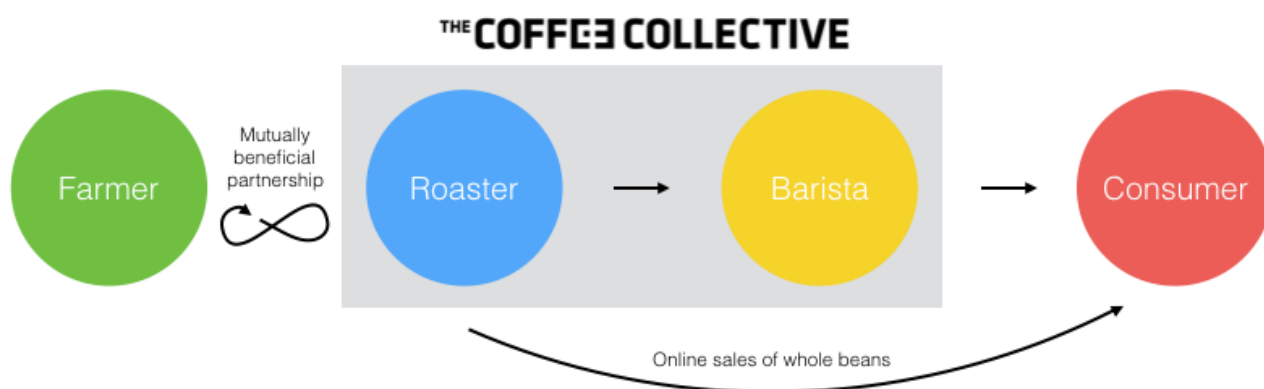 THE COFFEE COLLECTIVE
Farmer
Mutually
beneficial
partnership
Roaster
Barista
Consumer
Online sales of whole beans